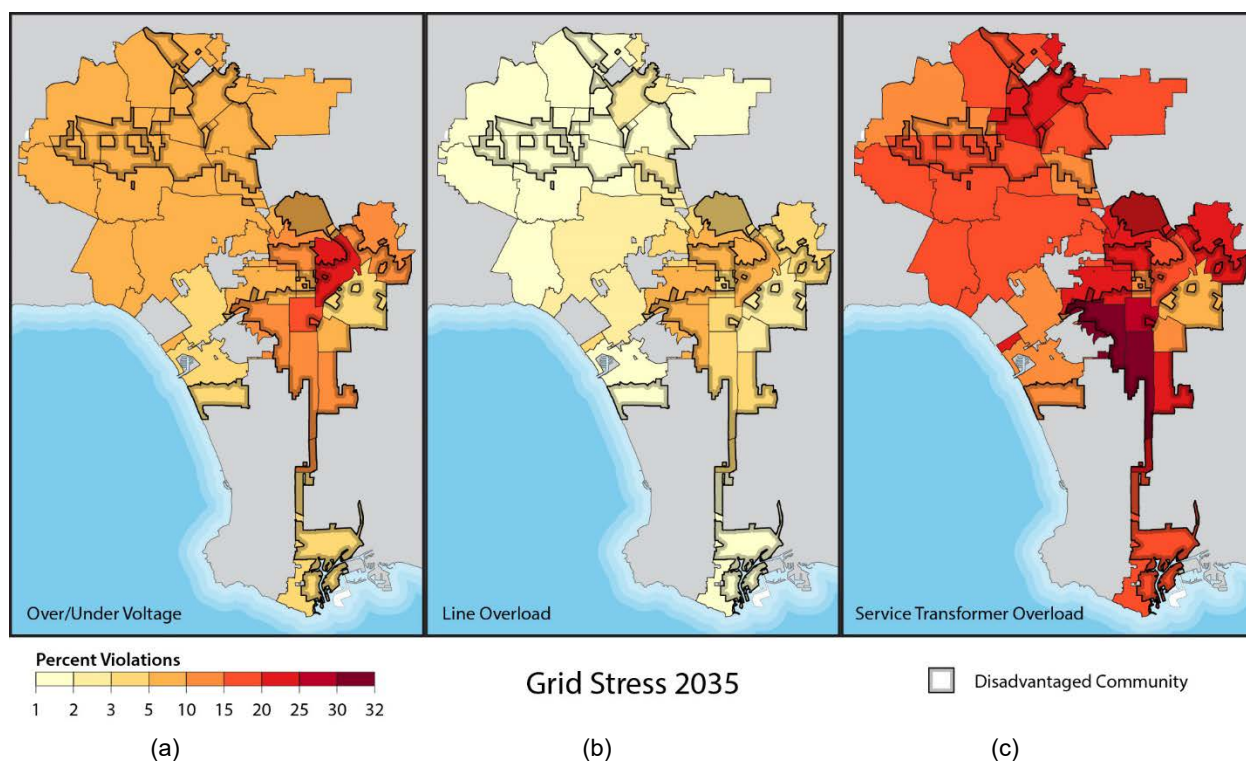 Over/Under Voltage
Line Overload
Service Transformer Overload
Percent Violations
1 2 3 5 10 15 20 25 30 32
Grid Stress 2035
Disadvantaged Community
(a)
(b)
(c)